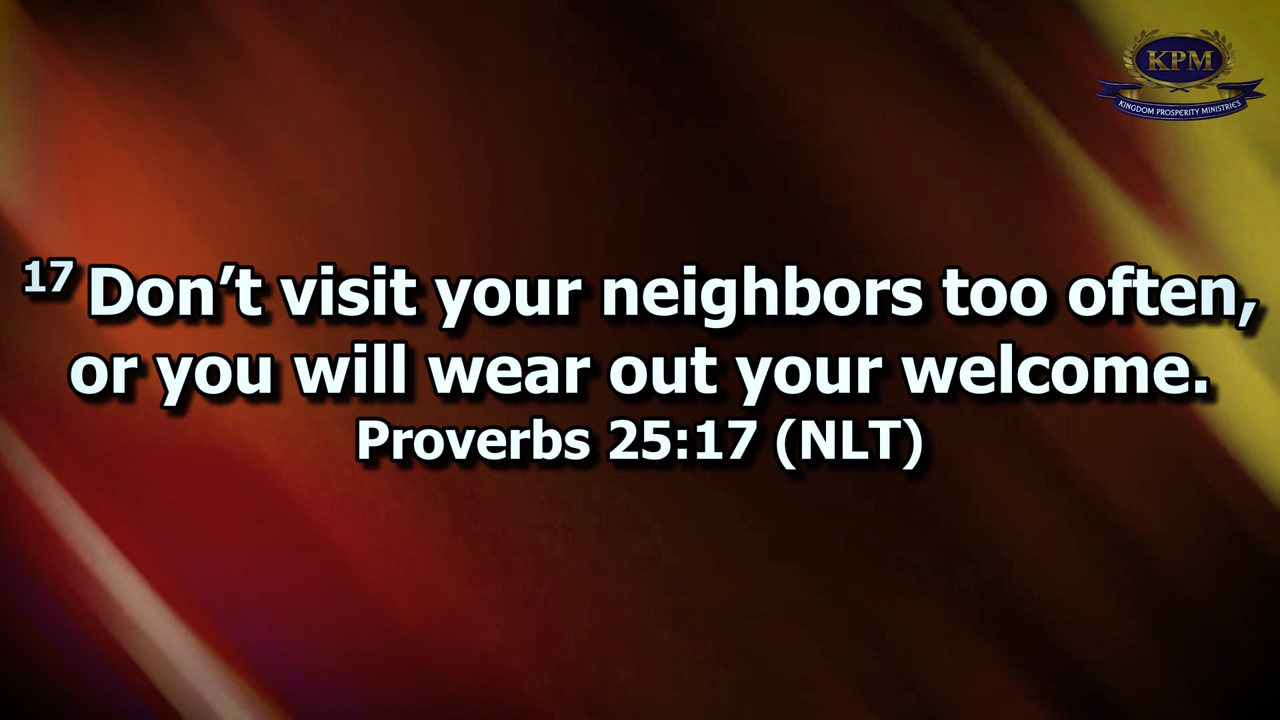 KPM
KINGDOM PROSPERITY MINISTRIES
17 Don’t visit your neighbors too often,
or you will wear out your welcome.
Proverbs 25:17 (NLT)